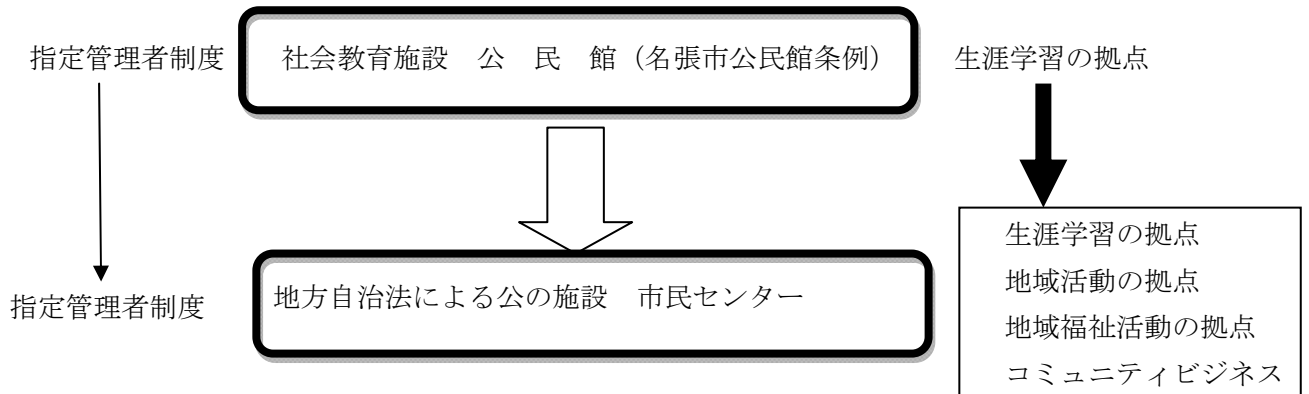 指定管理者制度 社会教育施設 公 民 館（名張市公民館条例） 生涯学習の拠点
生涯学習の拠点
地域活動の拠点
指定管理者制度 地方自治法による公の施設 市民センター
地域福祉活動の拠点
コミュニティビジネス